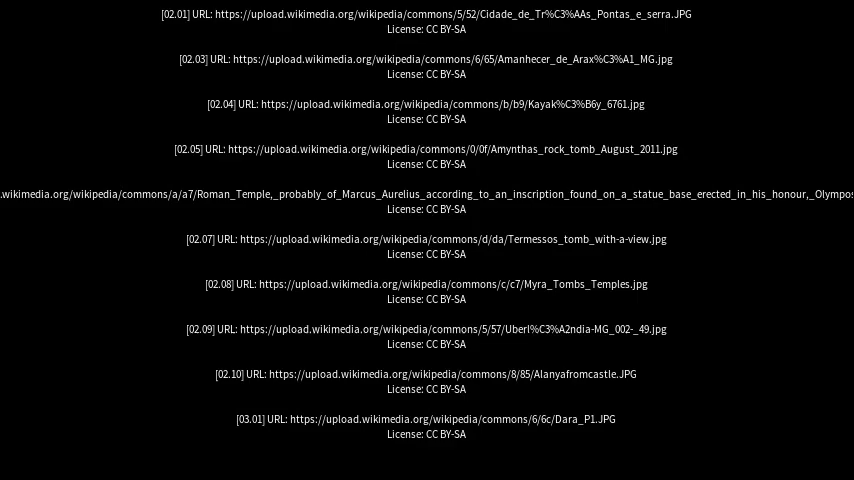 [02.01] URL: https://upload.wikimedia.org/wikipedia/commons/5/52/Cidade_de_Tr%C3%AAs_Pontas_e_serra.JPG
License: CC BY-SA
[02.03] URL: https://upload.wikimedia.org/wikipedia/commons/6/65/Amanhecer_de_Arax%C3%A1_MG.jpg
License: CC BY-SA
[02.04] URL: https://upload.wikimedia.org/wikipedia/commons/b/b9/Kayak%C3%B6y_6761.jpg
License: CC BY-SA
[02.05] URL: https://upload.wikimedia.org/wikipedia/commons/0/0f/Amynthas_rock_tomb_August_2011.jpg
License: CC BY-SA
.wikimedia.org/wikipedia/commons/a/a7/Roman_Temple,_probably_of_Marcus_Aurelius_according_to_an_inscription_found_on_a_statue_base_erected_in_his_honour,_Olympos
License: CC BY-SA
[02.07] URL: https://upload.wikimedia.org/wikipedia/commons/d/da/Termessos_tomb_with-a-view.jpg
License: CC BY-SA
[02.08] URL: https://upload.wikimedia.org/wikipedia/commons/c/c7/Myra_Tombs_Temples.jpg
License: CC BY-SA
[02.09] URL: https://upload.wikimedia.org/wikipedia/commons/5/57/Uberl%C3%A2ndia-MG_002-_49.jpg
License: CC BY-SA
[02.10] URL: https://upload.wikimedia.org/wikipedia/commons/8/85/Alanyafromcastle.JPG
License: CC BY-SA
[03.01] URL: https://upload.wikimedia.org/wikipedia/commons/6/6c/Dara_P1.JPG
License: CC BY-SA